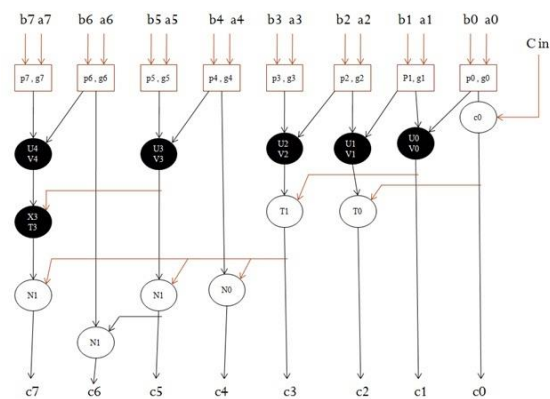 b7 a7 b6 a6 b5 a5 b4 a4 b3 a3 b2 a2 b1 a1 b0 a0
C in
p7 , g7 p6 , g6 p5 , g5 p4 , g4 p3 , g3 p2 , g2 P1, g1 p0 , g0
c0
U4 U3 U2 U1 U0
V4 V3 V2 V1 V0
X3
T3
T1 T0
N1 N1 N0
N1
c7 c6 c5 c4 c3 c2 c1 c0